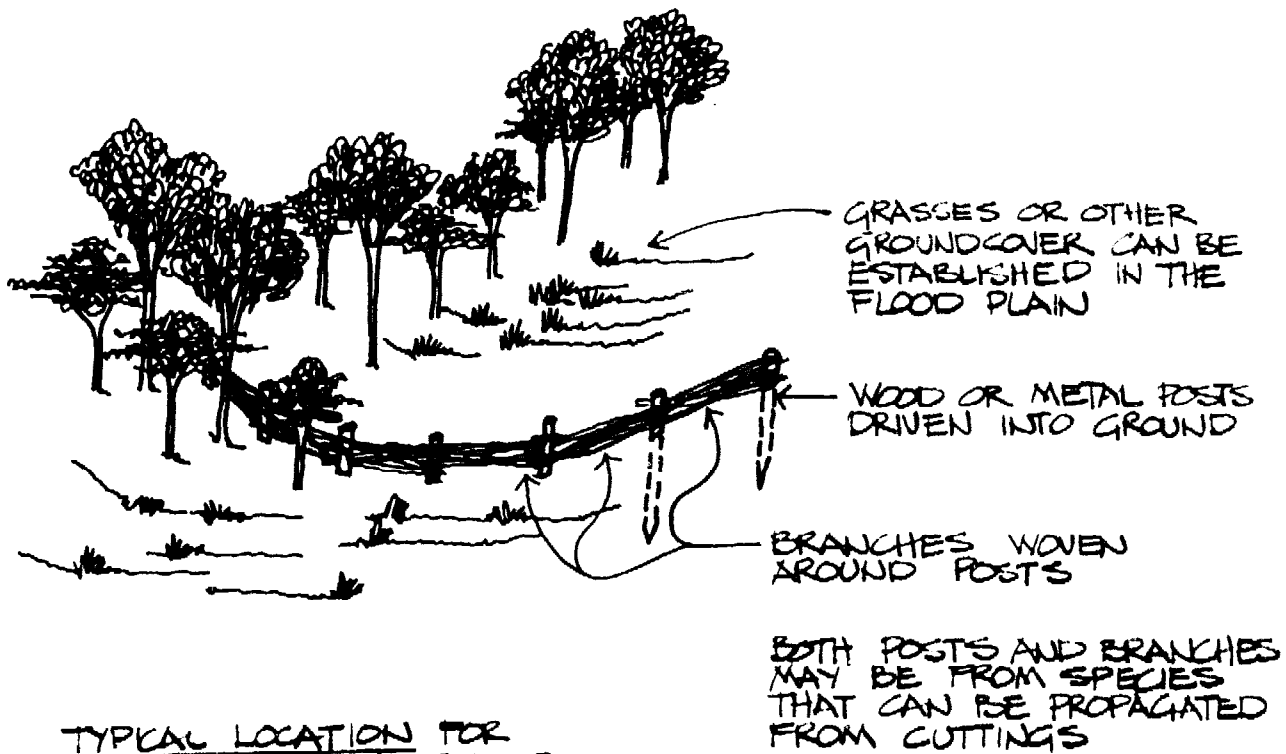 GRASSES OR OTHER
GROUNDCOVER CAN BE
ESTABLISHED IN THE
FLOOD PLAIN
WOOD OR METAL POSTS
DRIVEN INTO GROUND
BRANCHES WOVEN
AROUND POSTS
BOTH POSTS AND BRANCHES
MAY BE FROM SPECIES
THAT CAN BE PROPAGATED
FROM CUTTINGS
TYPICAL LOCATION FOR